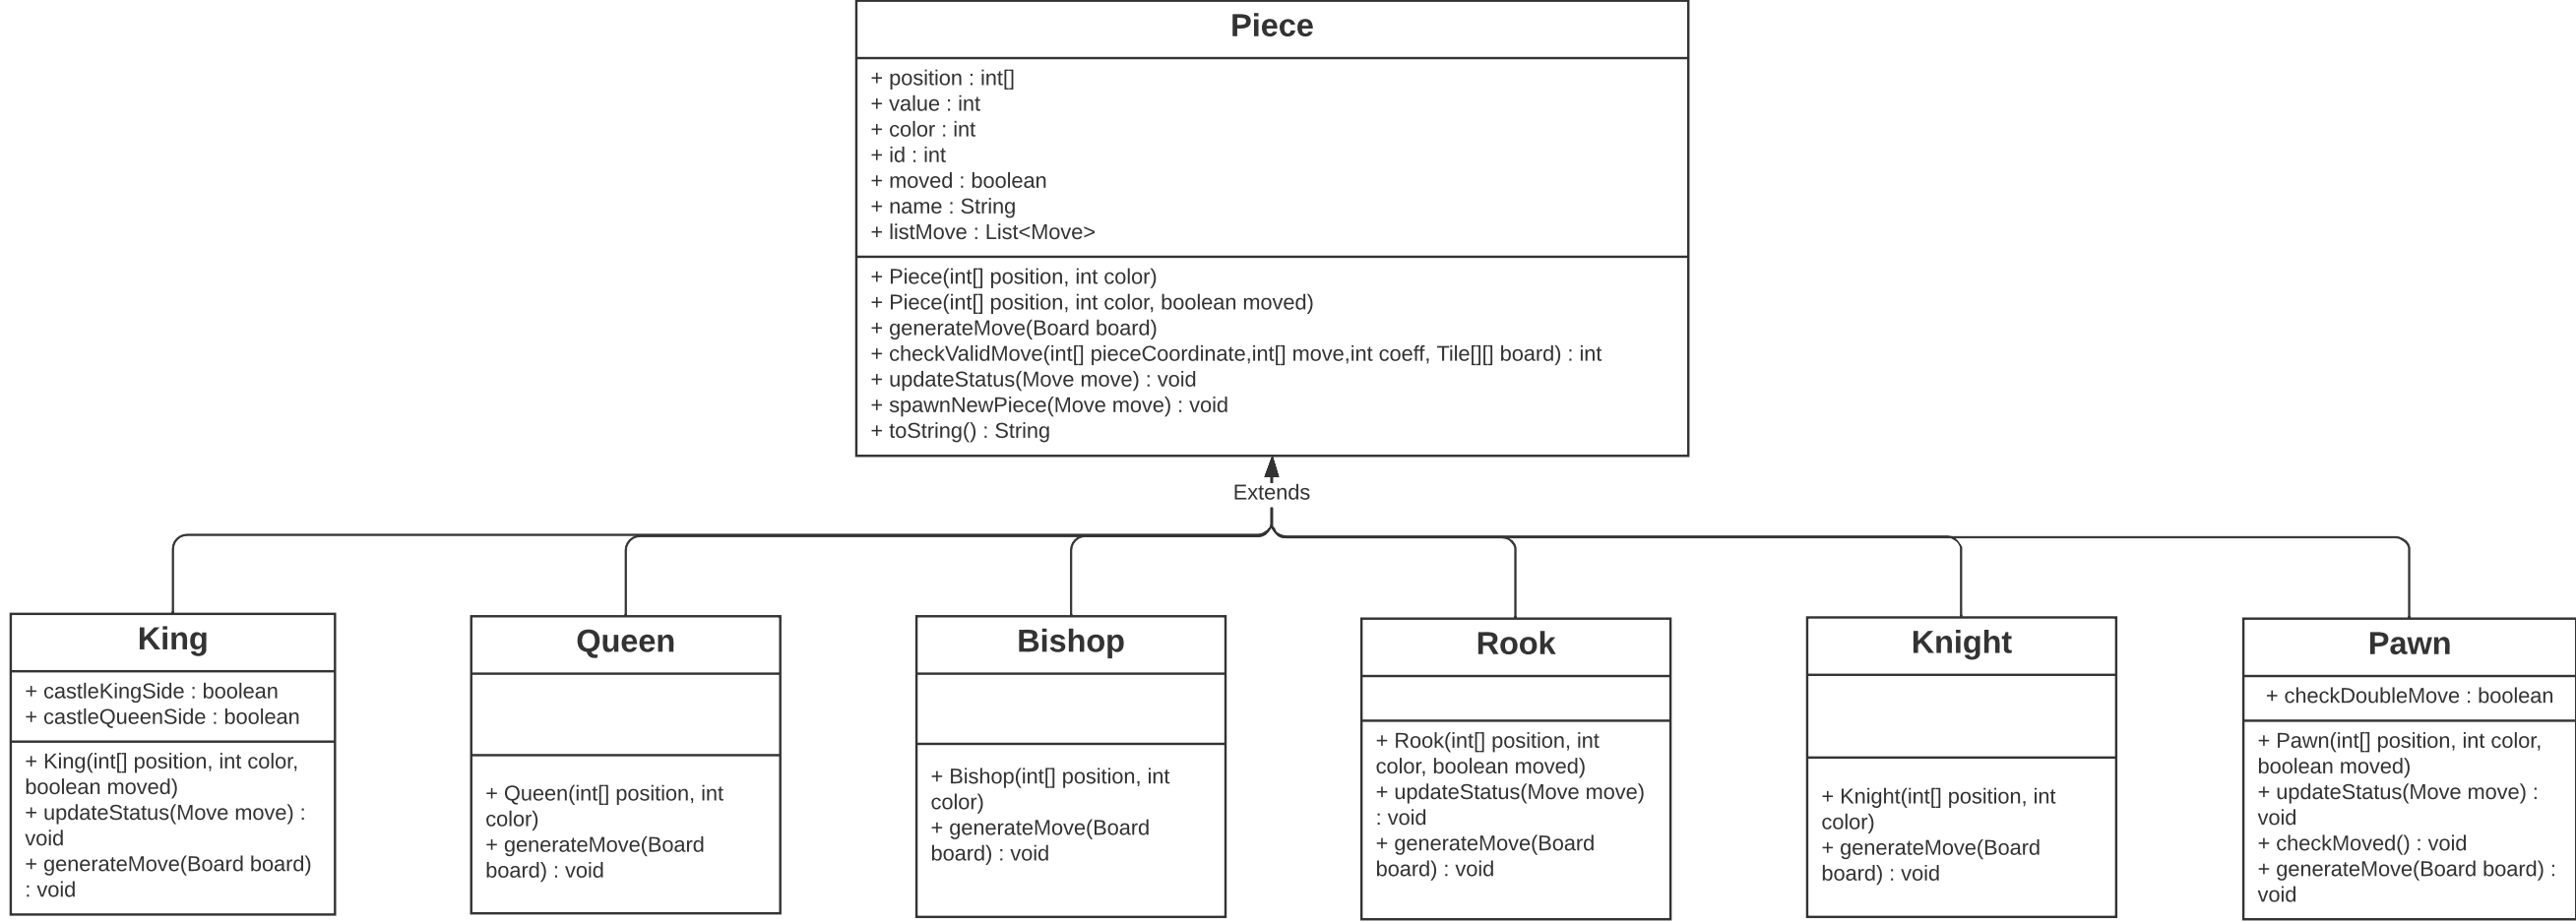 Piece
+ position : int[]
+ value : int
+ color : int
+ id : int
+ moved : boolean
+ name : String
+ listMove : List<Move>
+ Piece(int[] position, int color)
+ Piece(int[] position, int color, boolean moved)
+ generateMove(Board board)
+ checkValidMove(int[] pieceCoordinate,int[] move,int coeff, Tile[][] board) : int
+ updateStatus(Move move) : void
+ spawnNewPiece(Move move) : void
+ toString() : String
Extends
King
+ castleKingSide : boolean
+ castleQueenSide : boolean
+ King(int[] position, int color,
boolean moved)
+ updateStatus(Move move) :
void
+ generateMove(Board board)
: void
Queen
+ Queen(int[] position, int
color)
+ generateMove(Board
board) : void
Bishop
+ Bishop(int[] position, int
color)
+ generateMove(Board
board) : void
Rook
+ Rook(int[] position, int
color, boolean moved)
+ updateStatus(Move move)
: void
+ generateMove(Board
board) : void
Knight
+ Knight(int[] position, int
color)
+ generateMove(Board
board) : void
Pawn
+ checkDoubleMove : boolean
+ Pawn(int[] position, int color,
boolean moved)
+ updateStatus(Move move) :
void
+ checkMoved() : void
+ generateMove(Board board) :
void